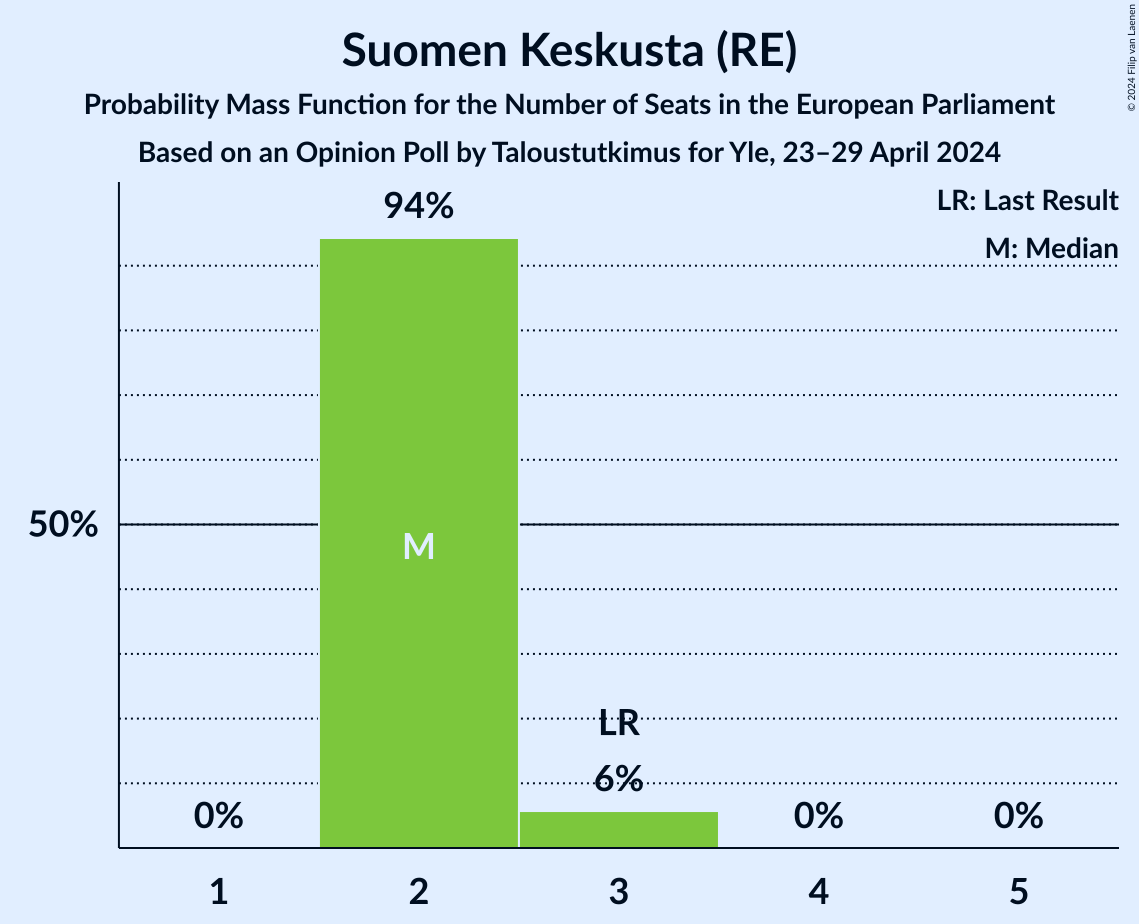 Suomen Keskusta (RE)
Probability Mass Function for the Number of Seats in the European Parliament
Based on an Opinion Poll by Taloustutkimus for Yle, 23–29 April 2024
© 2024 Filip van Laenen
LR: Last Result
M: Median
94%
50%
M
LR
6%
0%
0%
0%
1
2
3
4
5